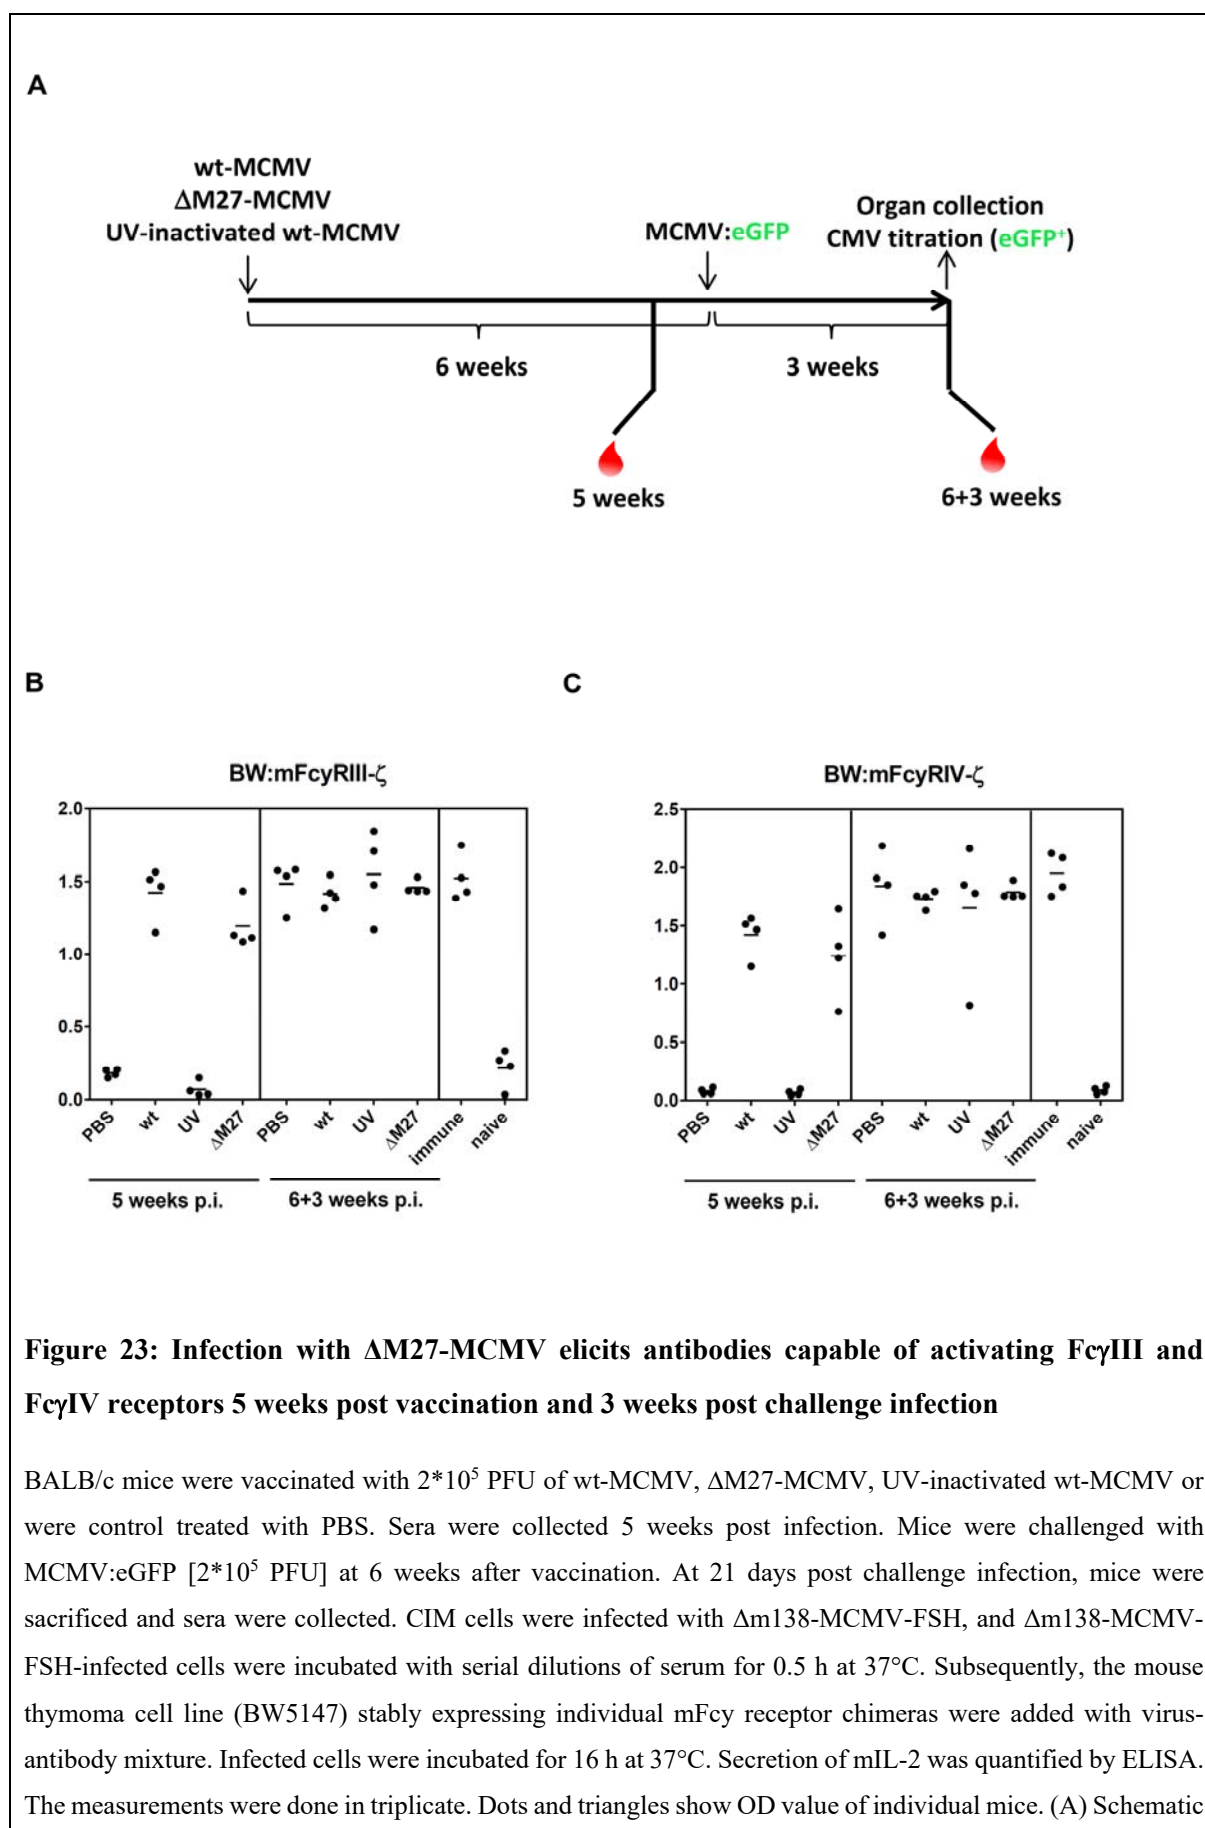 A
wt-MCMV
ΔM27-MCMV
UV-inactivated wt-MCMV
MCMV:eGFP
Organ collection
CMV titration (eGFP⁺)
6 weeks
3 weeks
5 weeks
6+3 weeks
B
C
BW:mFcyRIII-ζ
2.0
1.5
1.0
0.5
0.0
PBS
wt
UV
ΔM27
PBS
wt
UV
ΔM27
immune
naive
5 weeks p.i.
6+3 weeks p.i.
BW:mFcyRIV-ζ
2.5
2.0
1.5
1.0
0.5
0.0
PBS
wt
UV
ΔM27
PBS
wt
UV
ΔM27
immune
naive
5 weeks p.i.
6+3 weeks p.i.
Figure 23: Infection with ΔM27-MCMV elicits antibodies capable of activating FcγIII and
FcγIV receptors 5 weeks post vaccination and 3 weeks post challenge infection
BALB/c mice were vaccinated with 2*10⁵ PFU of wt-MCMV, ΔM27-MCMV, UV-inactivated wt-MCMV or
were control treated with PBS. Sera were collected 5 weeks post infection. Mice were challenged with
MCMV:eGFP [2*10⁵ PFU] at 6 weeks after vaccination. At 21 days post challenge infection, mice were
sacrificed and sera were collected. CIM cells were infected with Δm138-MCMV-FSH, and Δm138-MCMV-
FSH-infected cells were incubated with serial dilutions of serum for 0.5 h at 37°C. Subsequently, the mouse
thymoma cell line (BW5147) stably expressing individual mFcy receptor chimeras were added with virus-
antibody mixture. Infected cells were incubated for 16 h at 37°C. Secretion of mIL-2 was quantified by ELISA.
The measurements were done in triplicate. Dots and triangles show OD value of individual mice. (A) Schematic